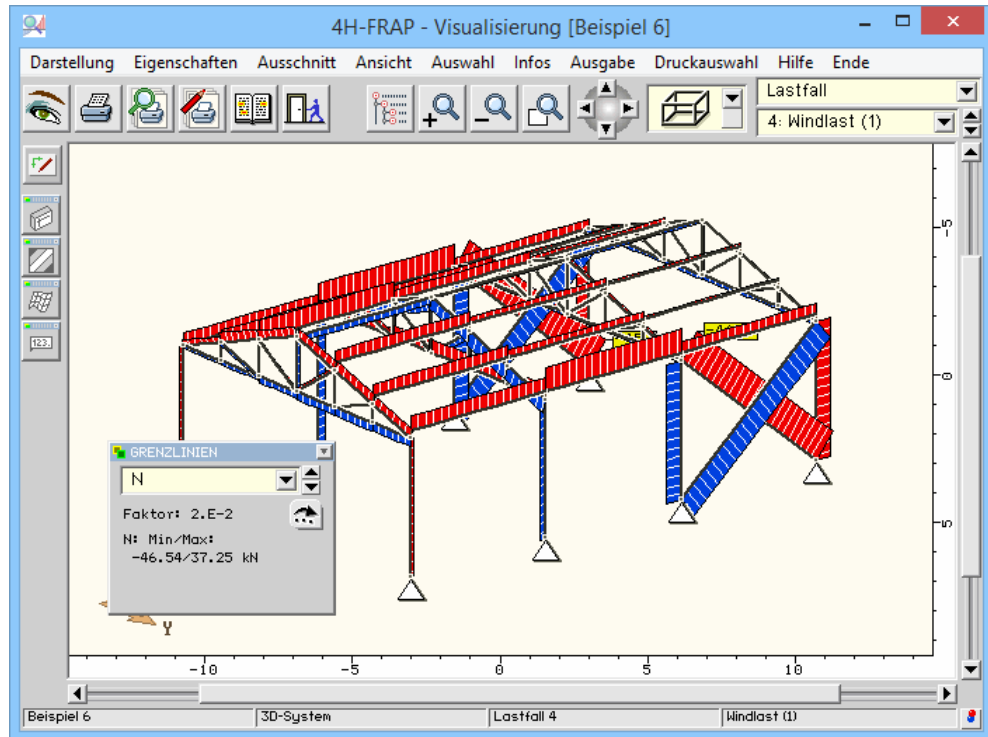 4H-FRAP - Visualisierung [Beispiel 6]
Darstellung Eigenschaften Ausschnitt Ansicht Auswahl Infos Ausgabe Druckauswahl Hilfe Ende
Lastfall
4: Windlast (1)
123.
-5
0
5
GRENZLINIEN
N
Faktor: 2.E-2
N: Min/Max:
-46.54/37.25 kN
Y
-10 -5 0 5 10
Beispiel 6 3D-System Lastfall 4 Windlast (1)